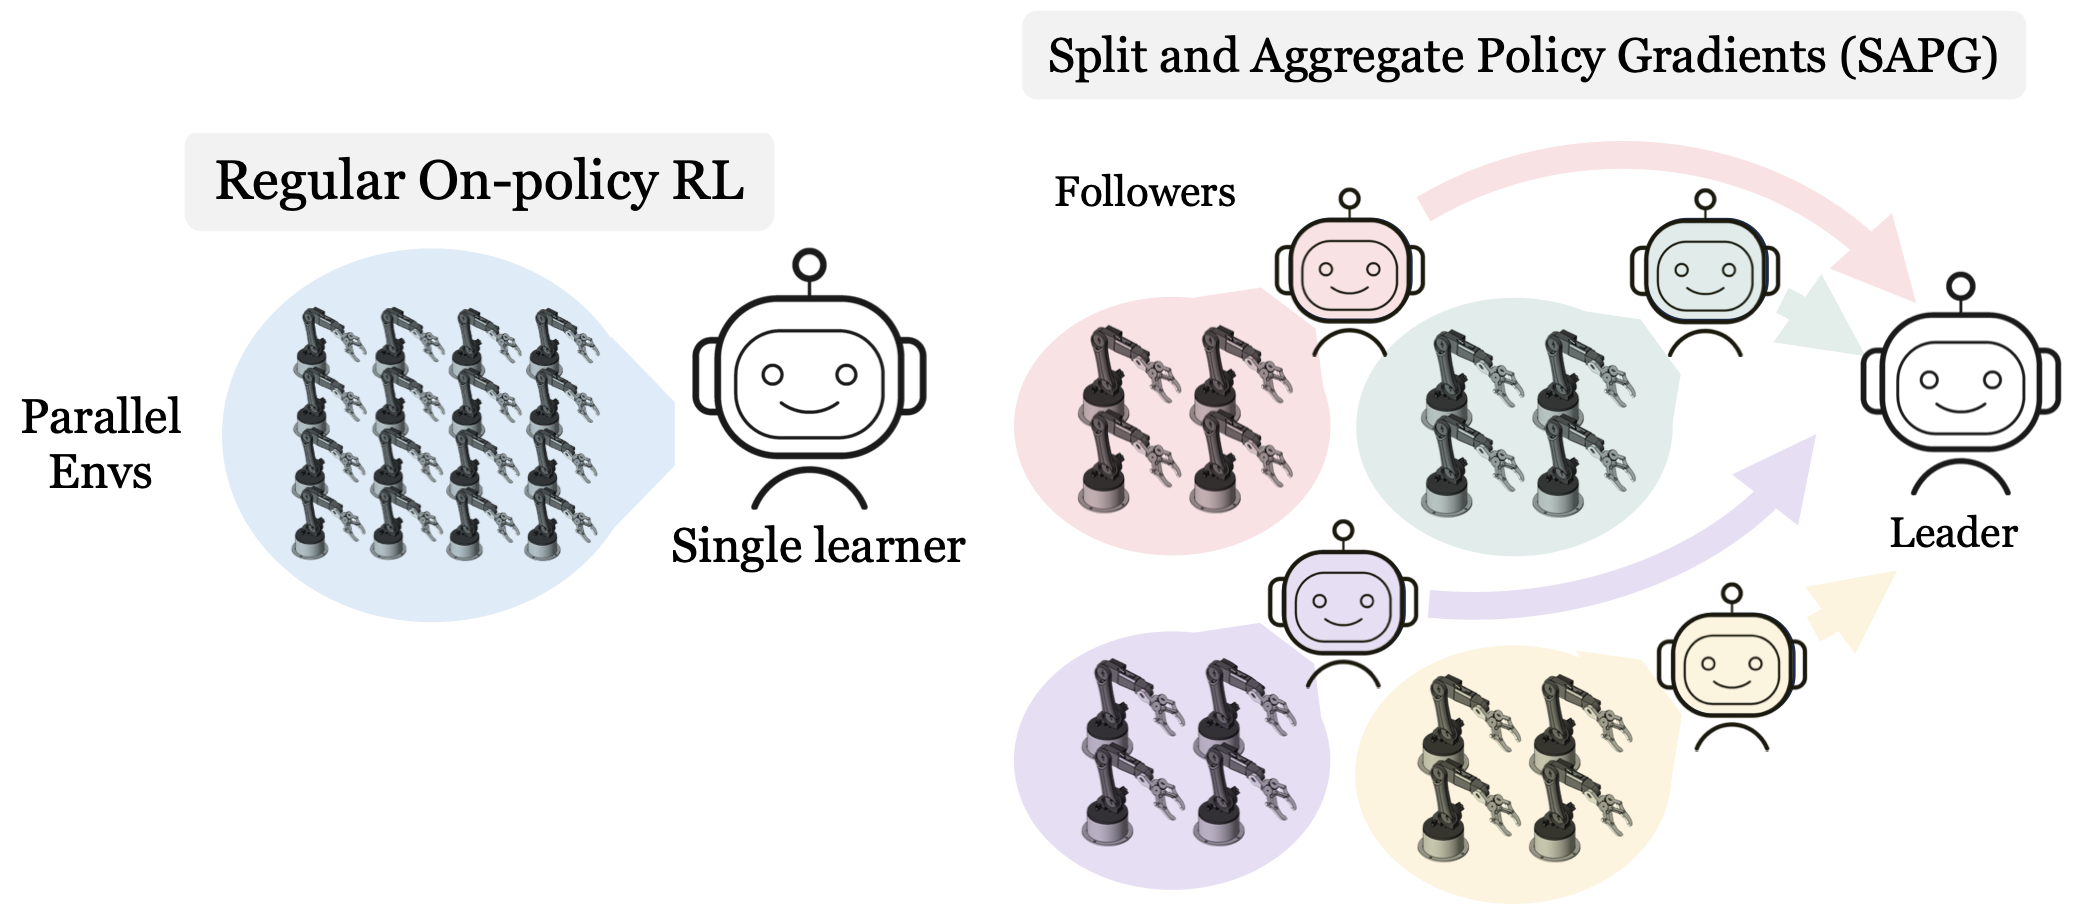 Regular On-policy RL
Parallel
Envs
Single learner
Split and Aggregate Policy Gradients (SAPG)
Followers
Leader